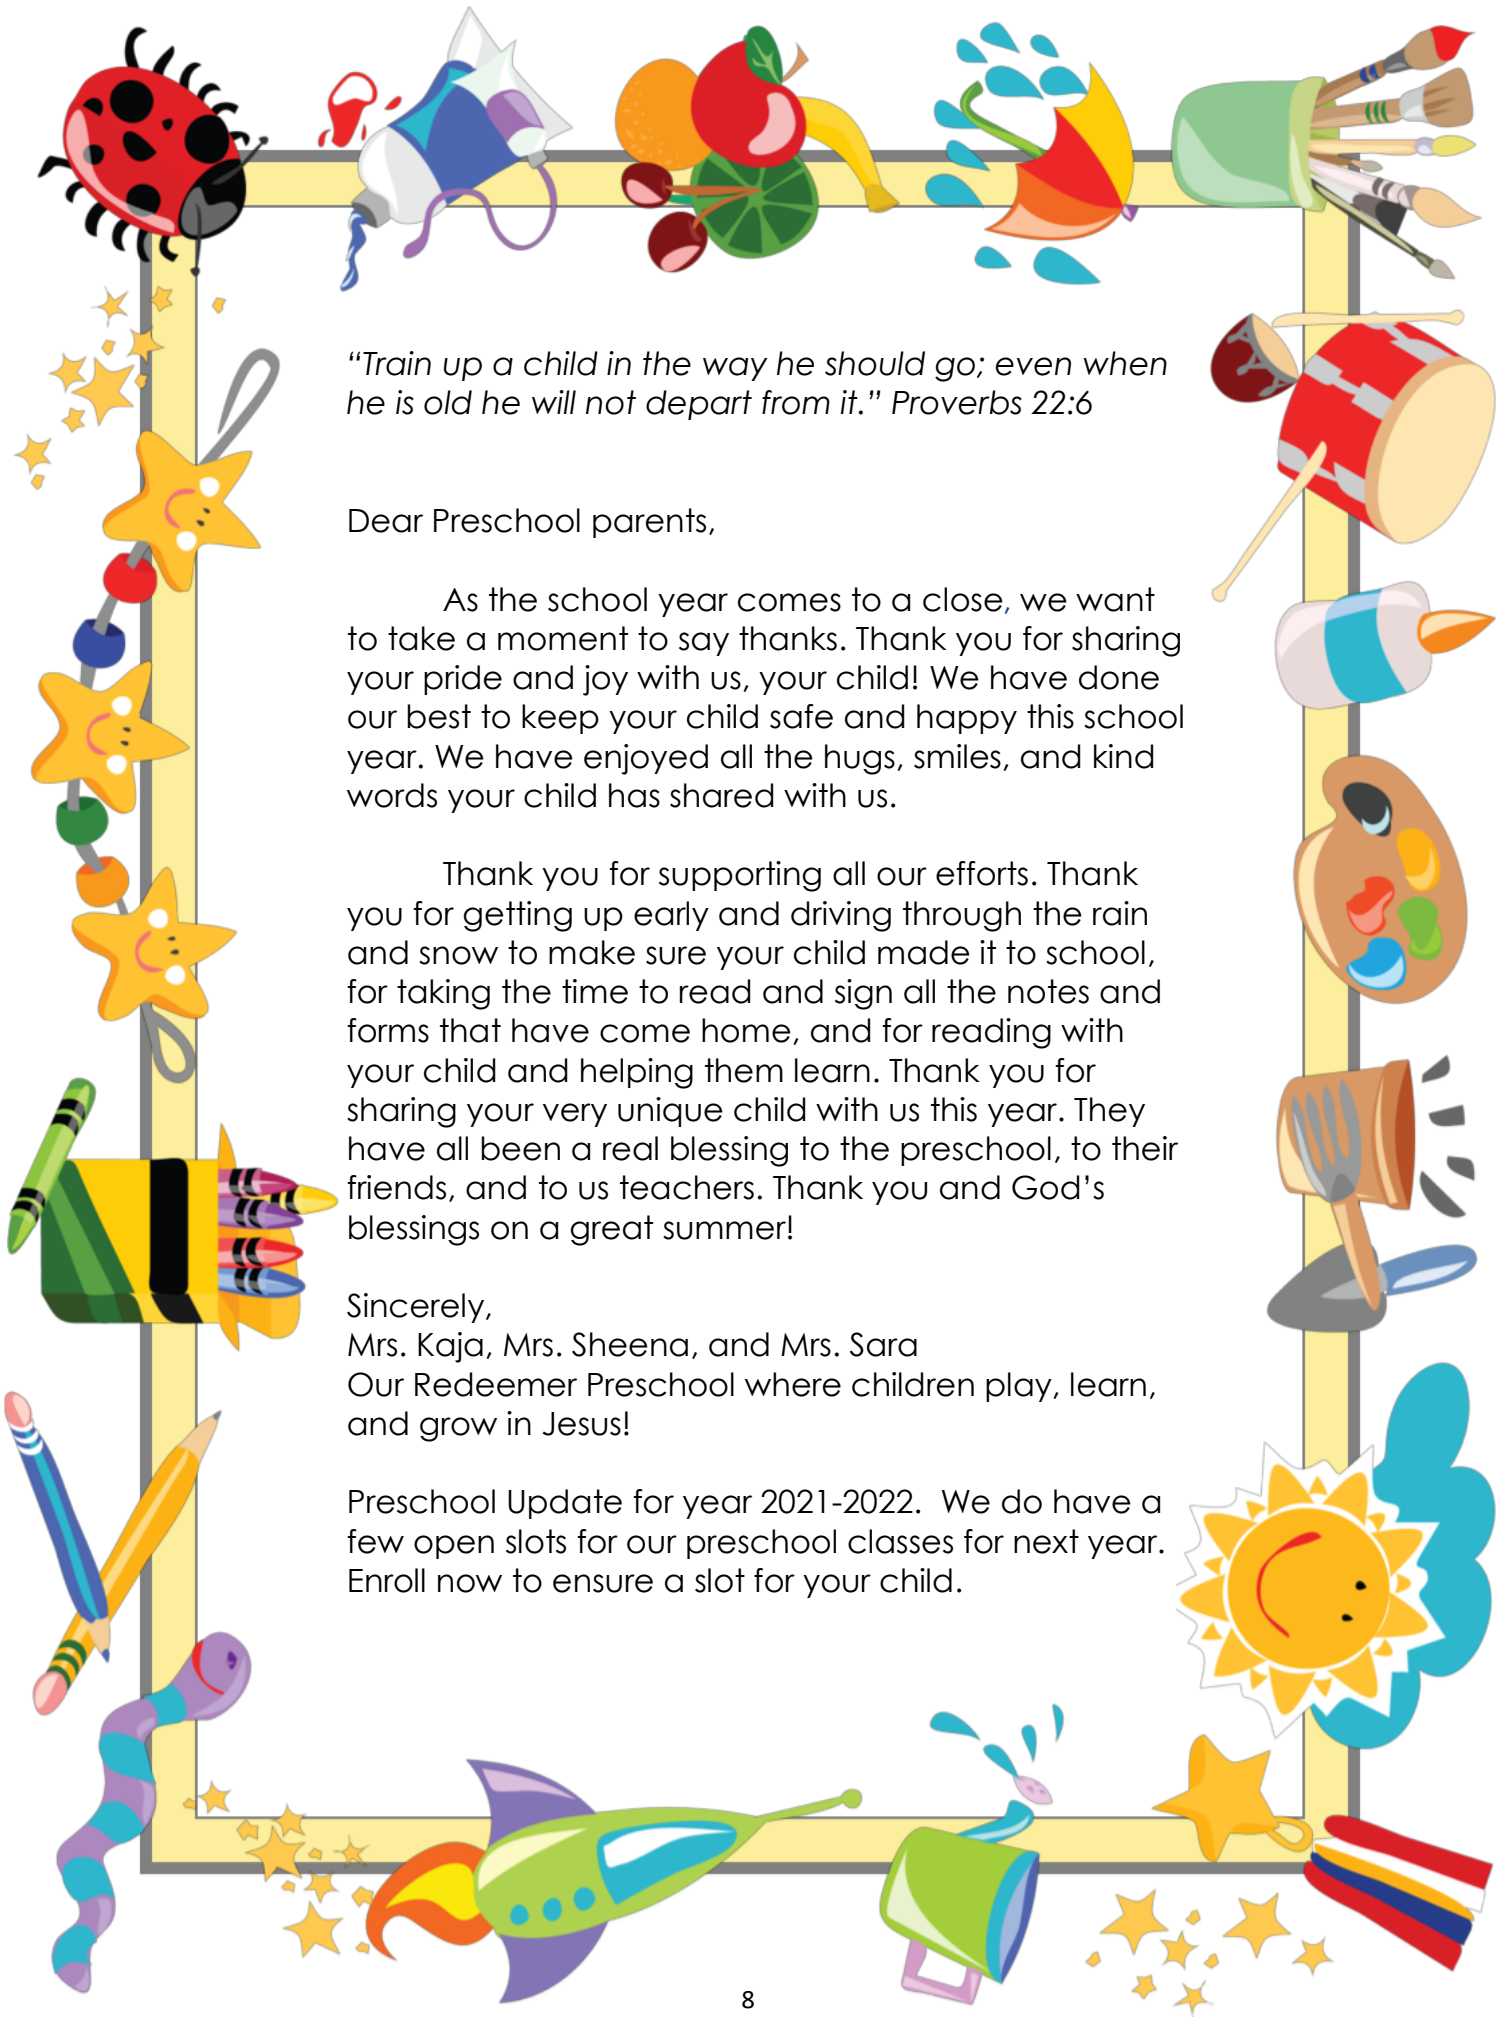 “Train up a child in the way he should go; even when
he is old he will not depart from it.” Proverbs 22:6
Dear Preschool parents,
As the school year comes to a close, we want
to take a moment to say thanks. Thank you for sharing
your pride and joy with us, your child! We have done
our best to keep your child safe and happy this school
year. We have enjoyed all the hugs, smiles, and kind
words your child has shared with us.
Thank you for supporting all our efforts. Thank
you for getting up early and driving through the rain
and snow to make sure your child made it to school,
for taking the time to read and sign all the notes and
forms that have come home, and for reading with
your child and helping them learn. Thank you for
sharing your very unique child with us this year. They
have all been a real blessing to the preschool, to their
friends, and to us teachers. Thank you and God’s
blessings on a great summer!
Sincerely,
Mrs. Kaja, Mrs. Sheena, and Mrs. Sara
Our Redeemer Preschool where children play, learn,
and grow in Jesus!
Preschool Update for year 2021-2022.  We do have a
few open slots for our preschool classes for next year.
Enroll now to ensure a slot for your child.
8